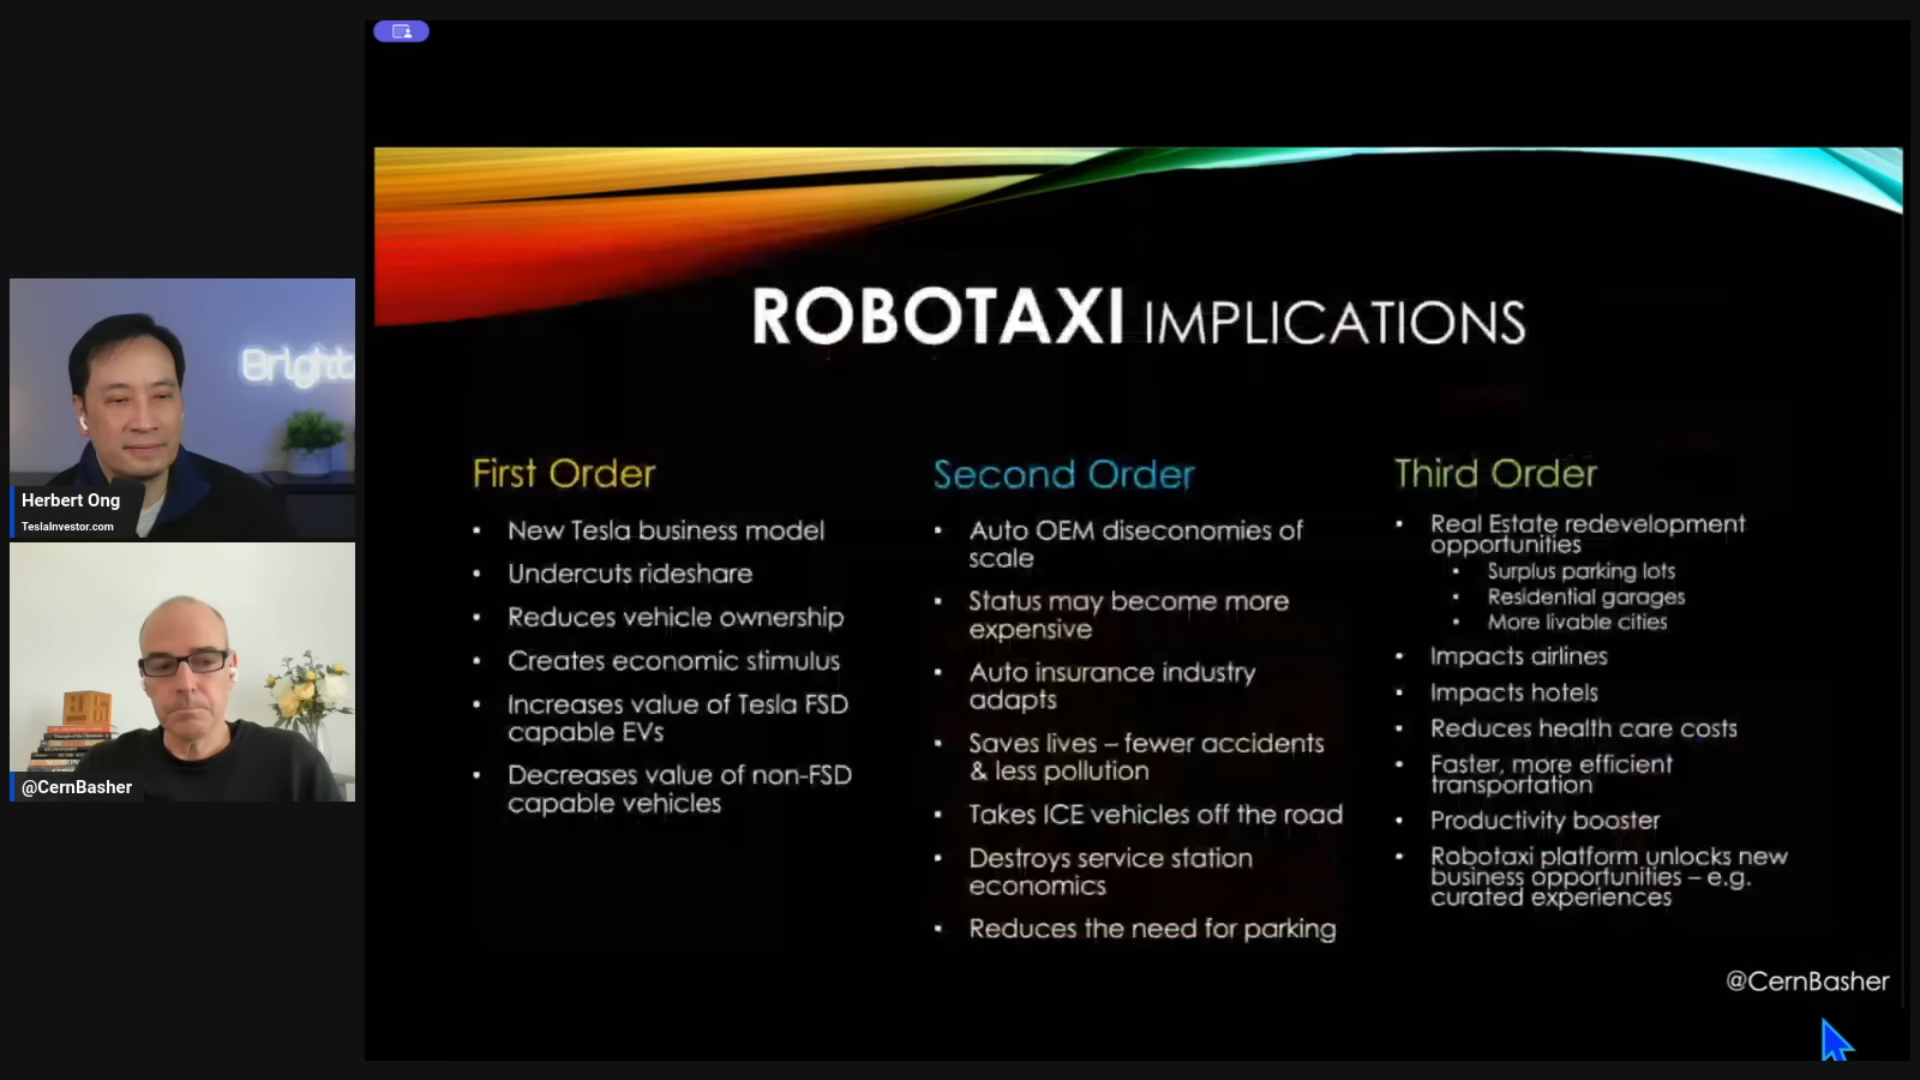 ROBOTAXI IMPLICATIONS
Bright
Herbert Ong
TeslaInvestor.com
@CernBasher
First Order
• New Tesla business model
• Undercuts rideshare
• Reduces vehicle ownership
• Creates economic stimulus
• Increases value of Tesla FSD
capable EVs
• Decreases value of non-FSD
capable vehicles
Second Order
• Auto OEM diseconomies of
scale
• Status may become more
expensive
• Auto insurance industry
adapts
• Saves lives – fewer accidents
& less pollution
• Takes ICE vehicles off the road
• Destroys service station
economics
• Reduces the need for parking
Third Order
• Real Estate redevelopment
opportunities
• Surplus parking lots
• Residential garages
• More livable cities
• Impacts airlines
• Impacts hotels
• Reduces health care costs
• Faster, more efficient
transportation
• Productivity booster
• Robotaxi platform unlocks new
business opportunities – e.g.
curated experiences
@CernBasher